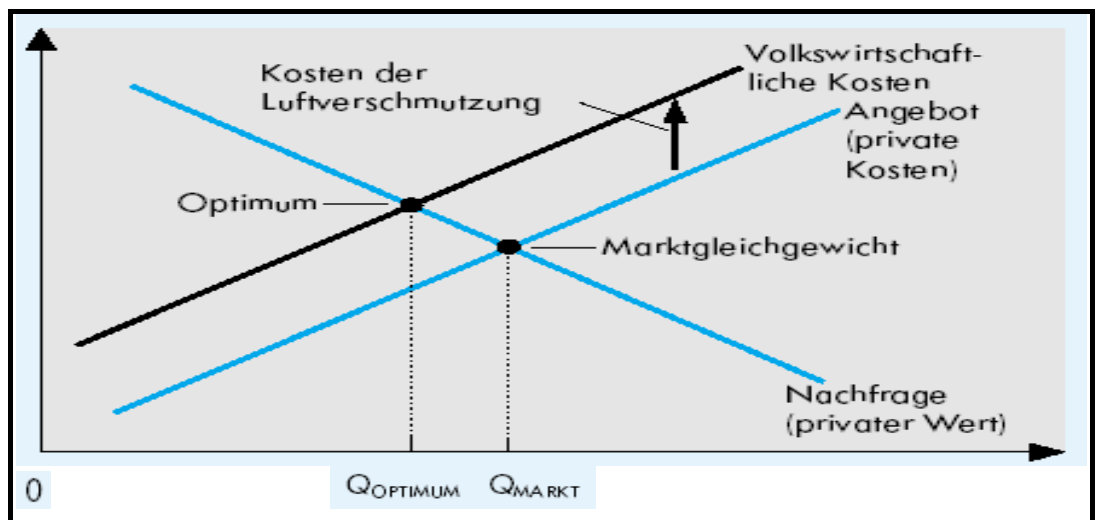 Kosten der
Luftverschmutzung
Volkswirtschaft-
liche Kosten
Angebot
(private
Kosten)
Optimum
Marktgleichgewicht
Nachfrage
(privater Wert)
0
QOPTIMUM
QMARKT